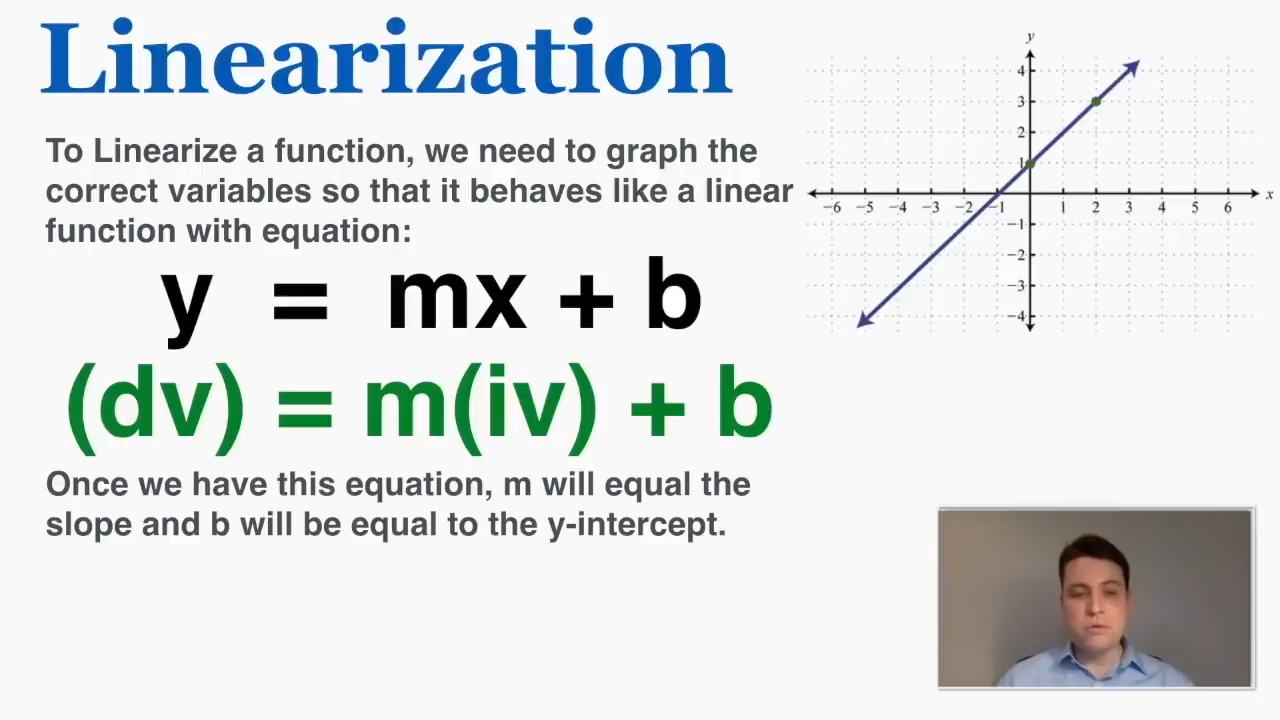 Linearization
To Linearize a function, we need to graph the
correct variables so that it behaves like a linear
function with equation:
y = mx + b
(dv) = m(iv) + b
Once we have this equation, m will equal the
slope and b will be equal to the y-intercept.
y
4
3
2
1
−6 −5 −4 −3 −2 −1 1 2 3 4 5 6 x
−1
−2
−3
−4